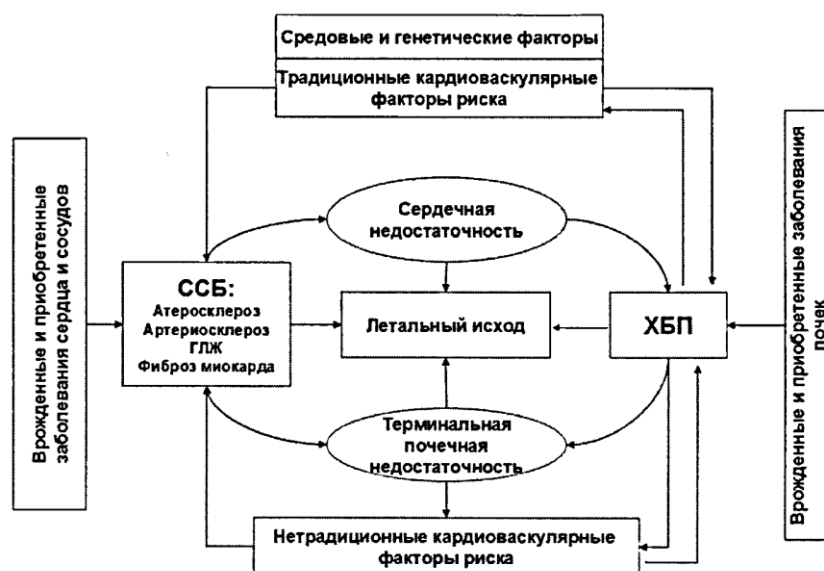 Средовые и генетические факторы
Традиционные кардиоваскулярные
факторы риска
Врожденные и приобретенные
заболевания сердца и сосудов
Сердечная
недостаточность
ССБ:
Атеросклероз
Артериосклероз
ГЛЖ
Фиброз миокарда
Летальный исход
ХБП
Врожденные и приобретенные заболевания
почек
Терминальная
почечная
недостаточность
Нетрадиционные кардиоваскулярные
факторы риска